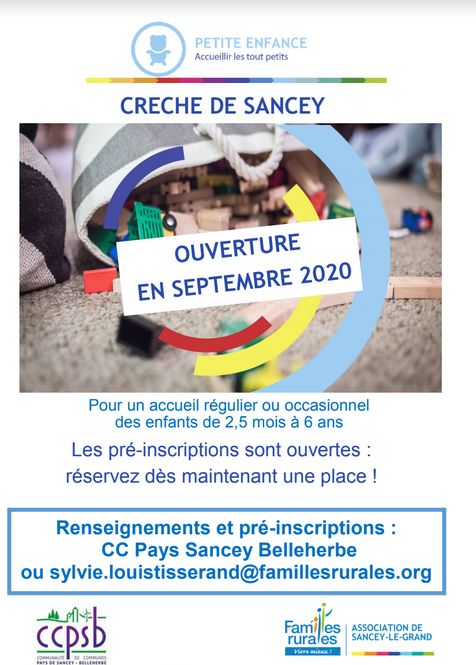 PETITE ENFANCE
Accueillir les tout petits
CRECHE DE SANCEY
OUVERTURE
EN SEPTEMBRE 2020
Pour un accueil régulier ou occasionnel
des enfants de 2,5 mois à 6 ans
Les pré-inscriptions sont ouvertes :
réservez dès maintenant une place !
Renseignements et pré-inscriptions :
CC Pays Sancey Belleherbe
ou sylvie.louistisserand@famillesrurales.org
ccpsb
COMMUNAUTÉ DE COMMUNES
PAYS DE SANCEY - BELLEHERBE
Familles
rurales
Vivre mieux !
ASSOCIATION DE
SANCEY-LE-GRAND